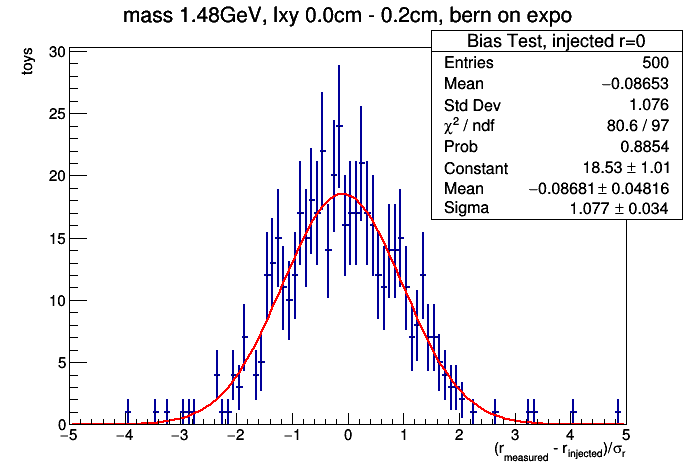 mass 1.48GeV, lxy 0.0cm - 0.2cm, bern on expo
toys
Bias Test, injected r=0
Entries 500
Mean −0.08653
Std Dev 1.076
χ² / ndf 80.6 / 97
Prob 0.8854
Constant 18.53 ± 1.01
Mean −0.08681 ± 0.04816
Sigma 1.077 ± 0.034
30
25
20
15
10
5
0
−5 −4 −3 −2 −1 0 1 2 3 4 5
(r_measured - r_injected)/σ_r